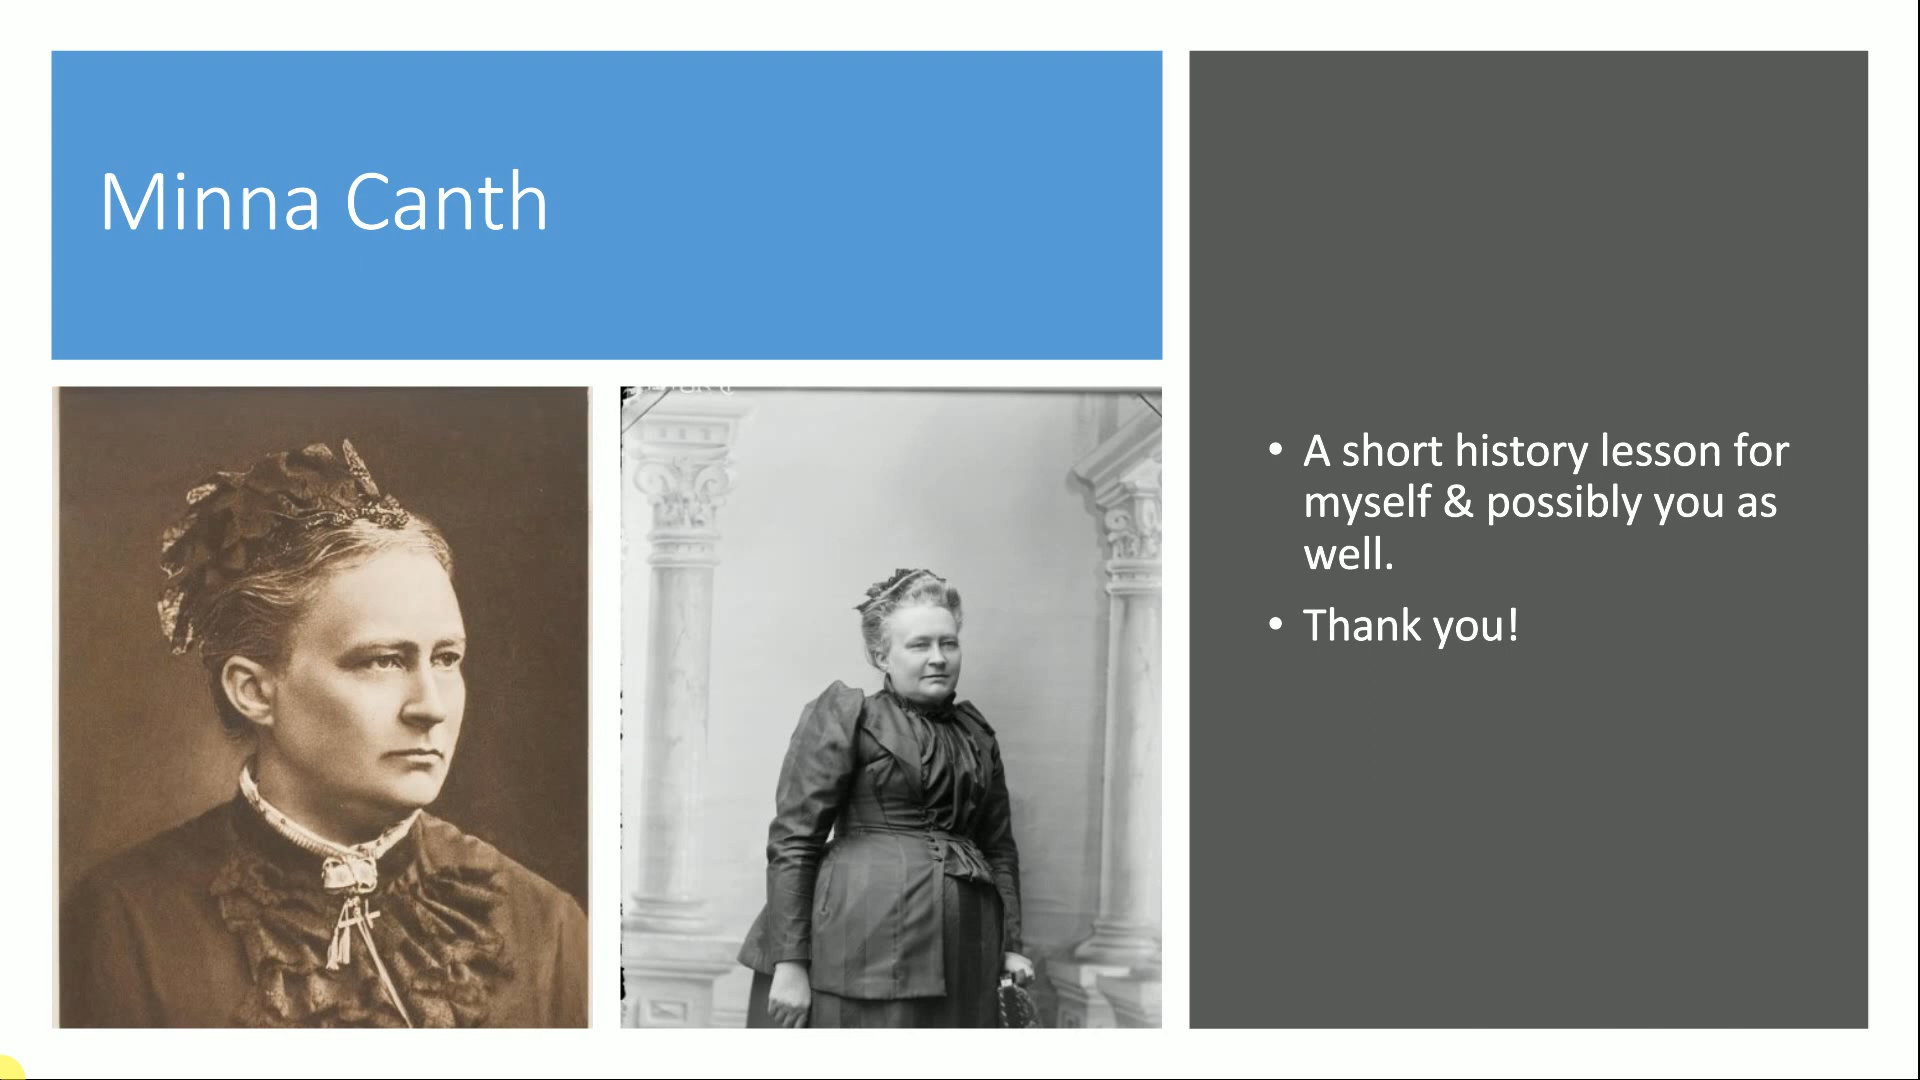 Minna Canth
• A short history lesson for
myself & possibly you as
well.
• Thank you!